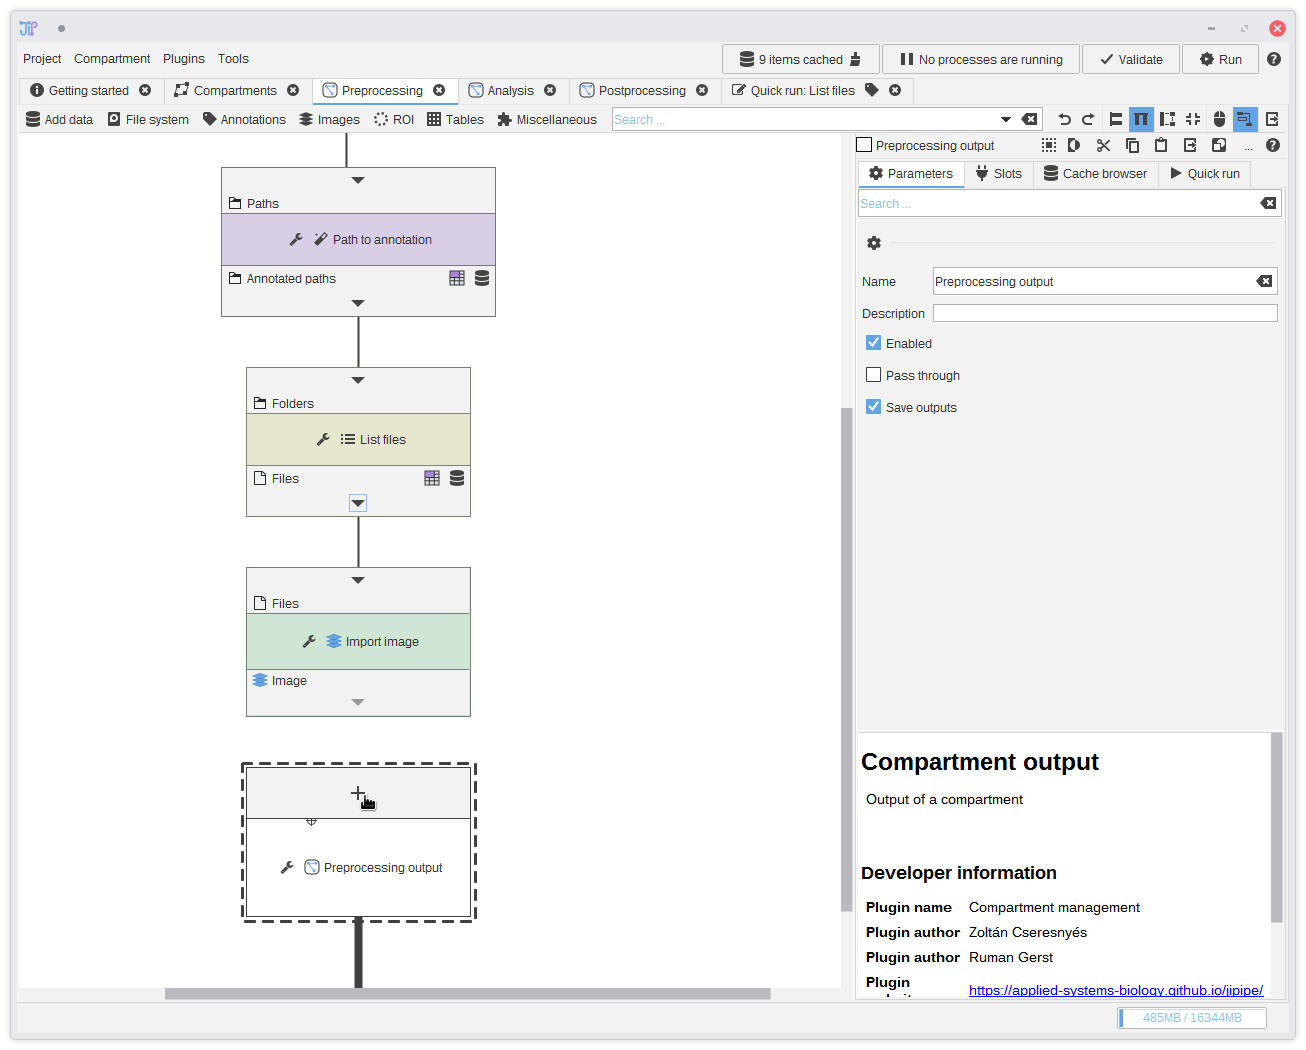 JIP
Project Compartment Plugins Tools
9 items cached
No processes are running
Validate
Run
Getting started
Compartments
Preprocessing
Analysis
Postprocessing
Quick run: List files
Add data File system Annotations Images ROI Tables Miscellaneous
Search ...
Preprocessing output
...
Parameters Slots Cache browser Quick run
Search ...
Name Preprocessing output
Description
Enabled
Pass through
Save outputs
Paths
Path to annotation
Annotated paths
Folders
List files
Files
Files
Import image
Image
Preprocessing output
Compartment output
Output of a compartment
Developer information
Plugin name Compartment management
Plugin author Zoltán Cseresnyés
Plugin author Ruman Gerst
Plugin
https://applied-systems-biology.github.io/jipipe/
485MB / 16344MB